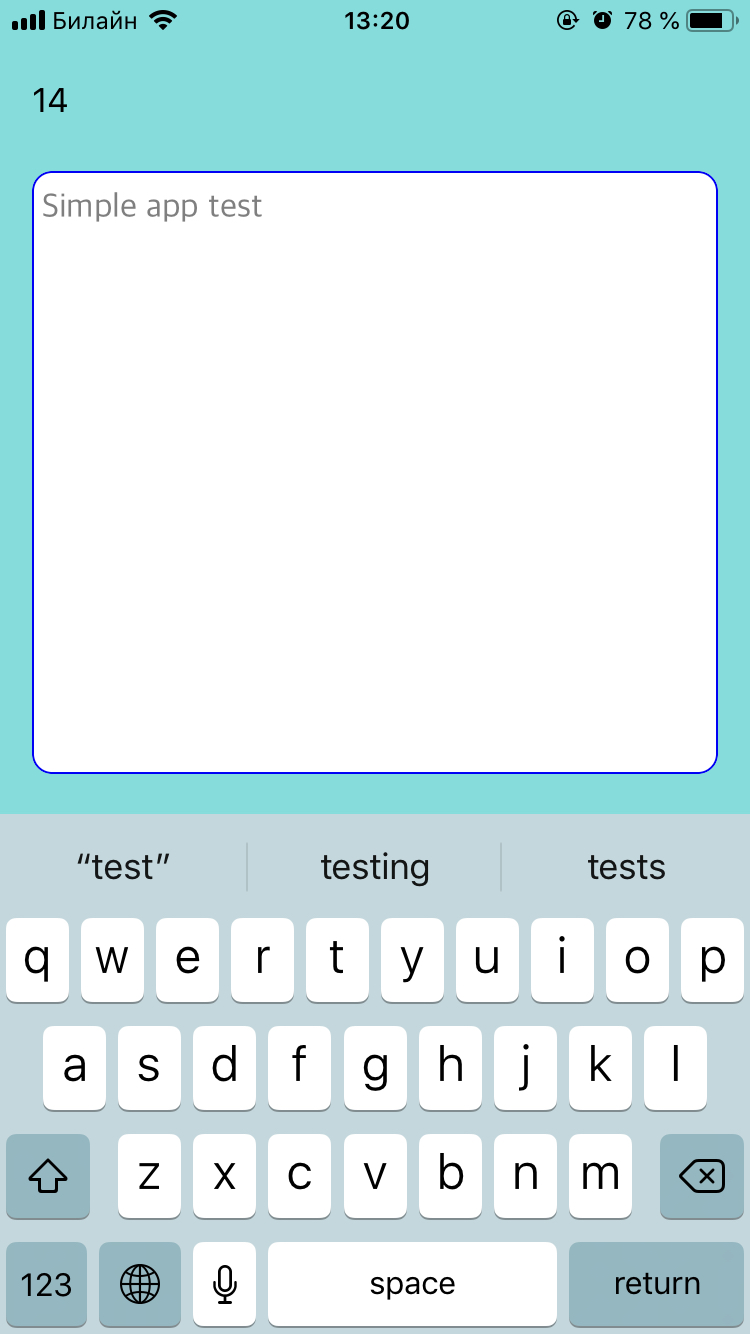 Билайн 13:20 78 %
14
Simple app test
“test” testing tests
q w e r t y u i o p
a s d f g h j k l
z x c v b n m
123 space return